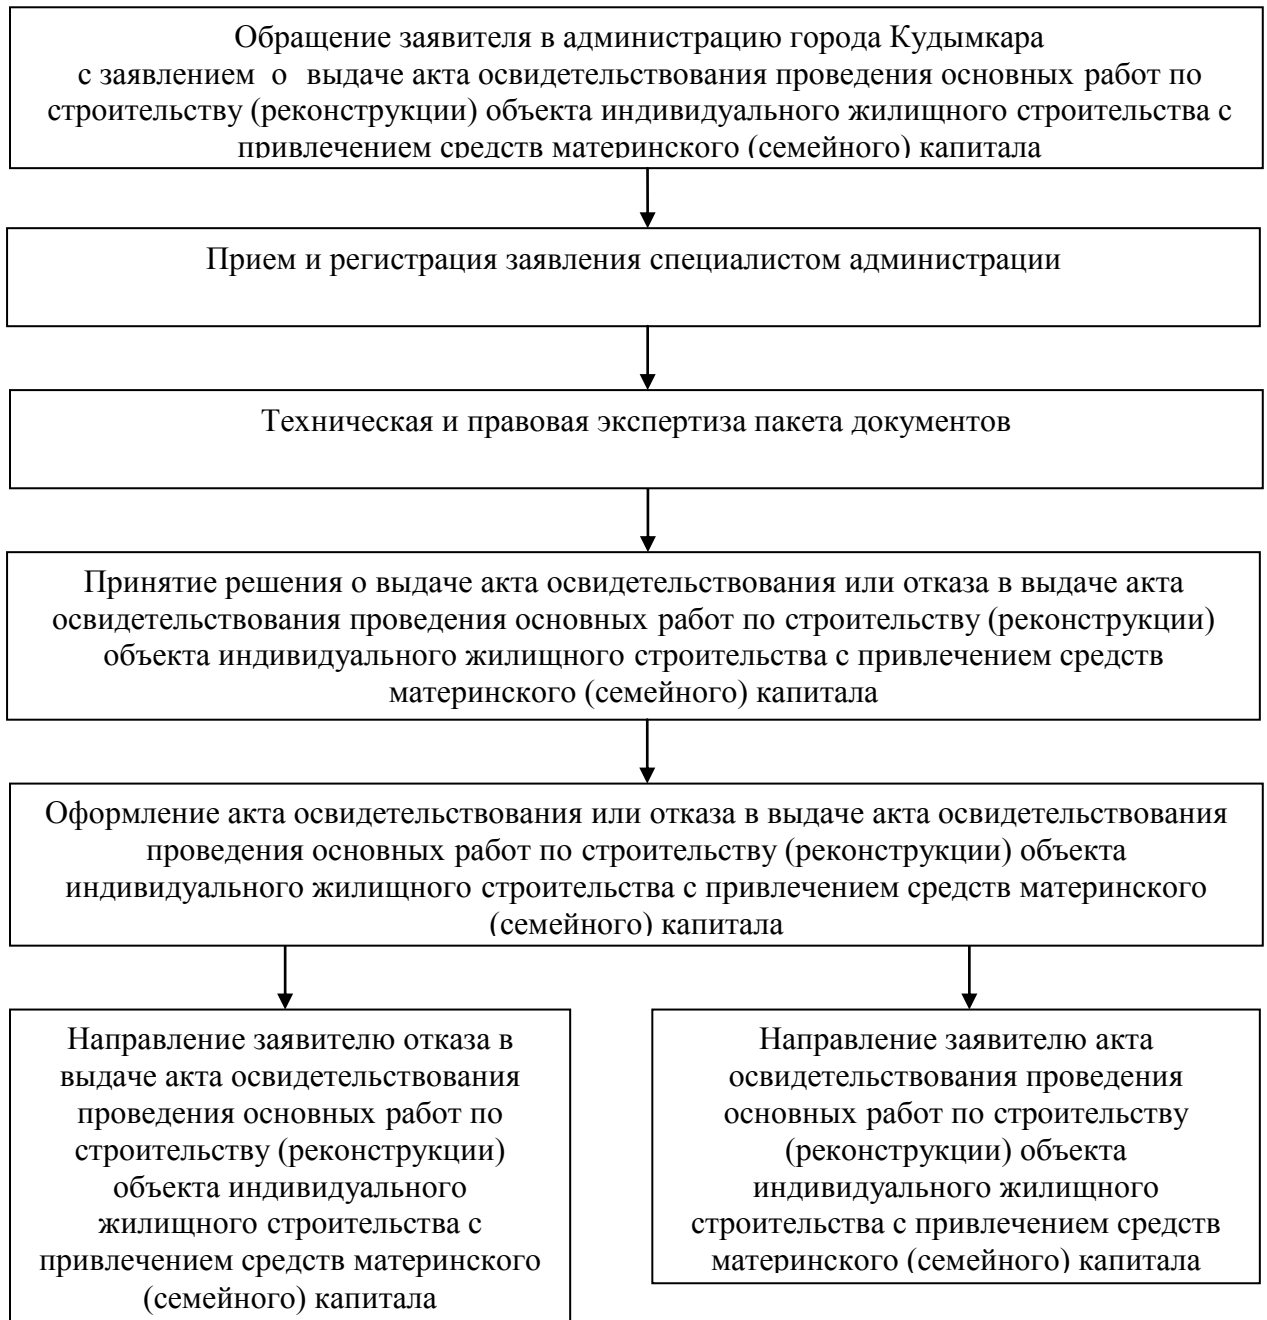 Обращение заявителя в администрацию города Кудымкара
с заявлением о выдаче акта освидетельствования проведения основных работ по
строительству (реконструкции) объекта индивидуального жилищного строительства с
привлечением средств материнского (семейного) капитала
Прием и регистрация заявления специалистом администрации
Техническая и правовая экспертиза пакета документов
Принятие решения о выдаче акта освидетельствования или отказа в выдаче акта
освидетельствования проведения основных работ по строительству (реконструкции)
объекта индивидуального жилищного строительства с привлечением средств
материнского (семейного) капитала
Оформление акта освидетельствования или отказа в выдаче акта освидетельствования
проведения основных работ по строительству (реконструкции) объекта
индивидуального жилищного строительства с привлечением средств материнского
(семейного) капитала
Направление заявителю отказа в
выдаче акта освидетельствования
проведения основных работ по
строительству (реконструкции)
объекта индивидуального
жилищного строительства с
привлечением средств материнского
(семейного) капитала
Направление заявителю акта
освидетельствования проведения
основных работ по строительству
(реконструкции) объекта
индивидуального жилищного
строительства с привлечением средств
материнского (семейного) капитала